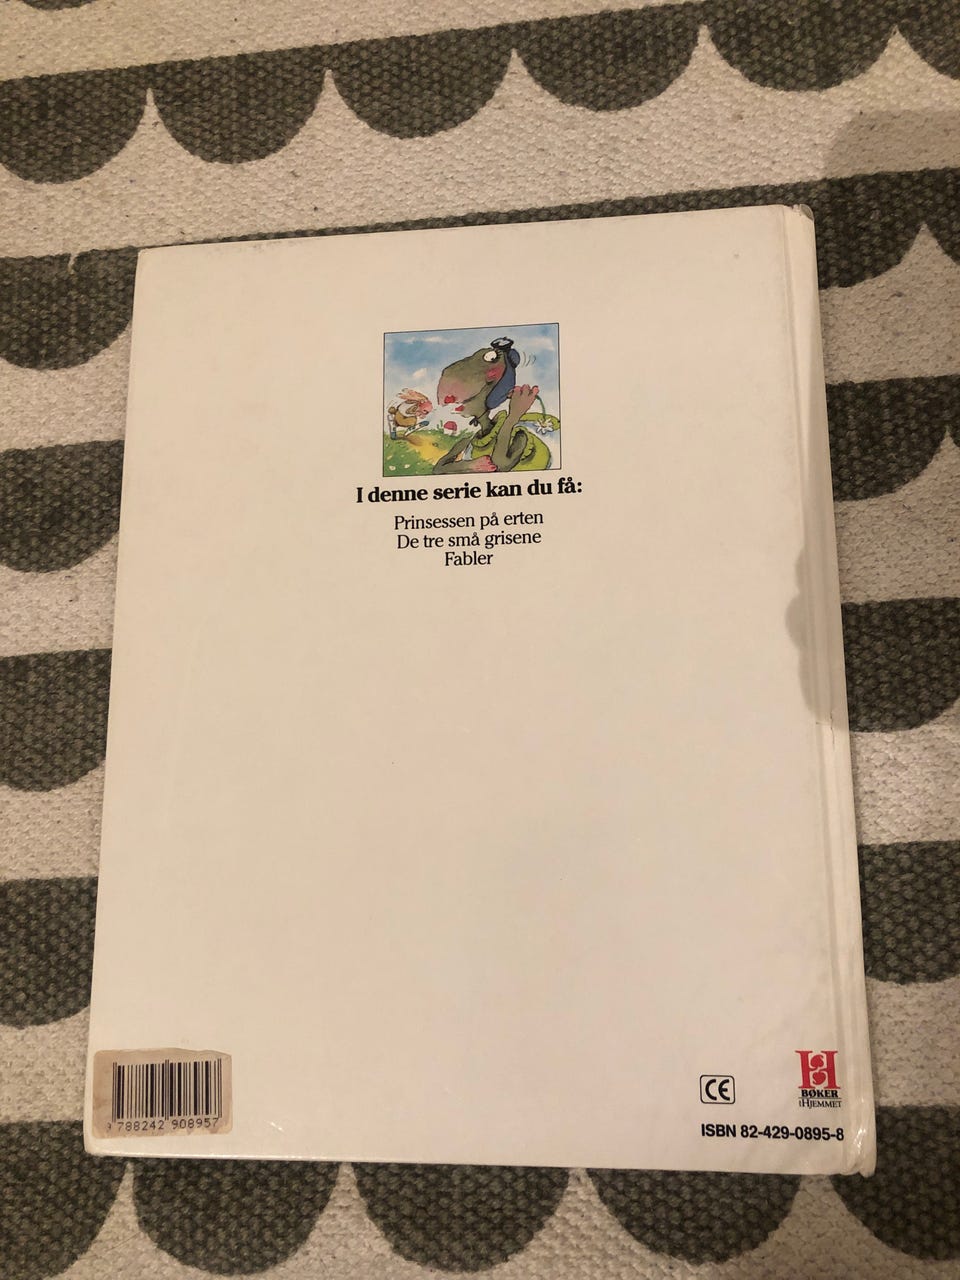 I denne serie kan du få:
Prinsessen på erten
De tre små grisene
Fabler
9 788242 908957
CE
H
BØKER
iHJEMMET
ISBN 82-429-0895-8